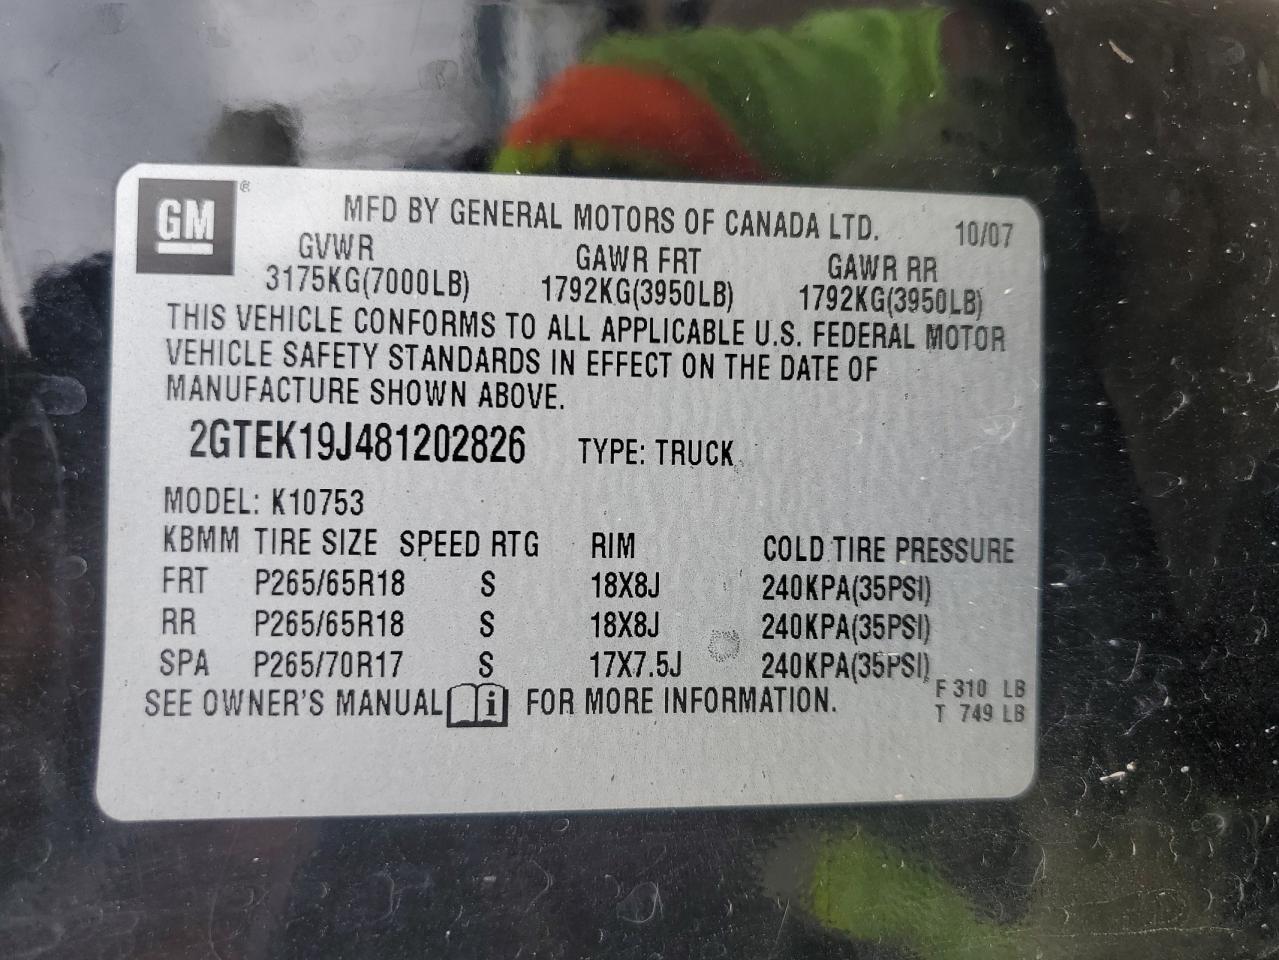 GM ®
MFD BY GENERAL MOTORS OF CANADA LTD. 10/07
GVWR GAWR FRT GAWR RR
3175KG(7000LB) 1792KG(3950LB) 1792KG(3950LB)
THIS VEHICLE CONFORMS TO ALL APPLICABLE U.S. FEDERAL MOTOR
VEHICLE SAFETY STANDARDS IN EFFECT ON THE DATE OF
MANUFACTURE SHOWN ABOVE.
2GTEK19J481202826 TYPE: TRUCK
MODEL: K10753
KBMM TIRE SIZE SPEED RTG RIM COLD TIRE PRESSURE
FRT P265/65R18 S 18X8J 240KPA(35PSI)
RR P265/65R18 S 18X8J 240KPA(35PSI)
SPA P265/70R17 S 17X7.5J 240KPA(35PSI)
SEE OWNER'S MANUAL i FOR MORE INFORMATION.
F 310 LB
T 749 LB